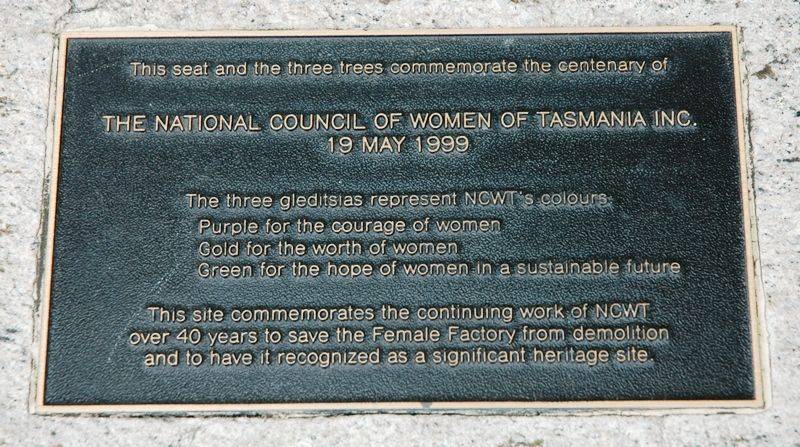 This seat and the three trees commemorate the centenary of
THE NATIONAL COUNCIL OF WOMEN OF TASMANIA INC.
19 MAY 1999
The three gleditsias represent NCWT's colours:
Purple for the courage of women
Gold for the worth of women
Green for the hope of women in a sustainable future
This site commemorates the continuing work of NCWT
over 40 years to save the Female Factory from demolition
and to have it recognized as a significant heritage site.